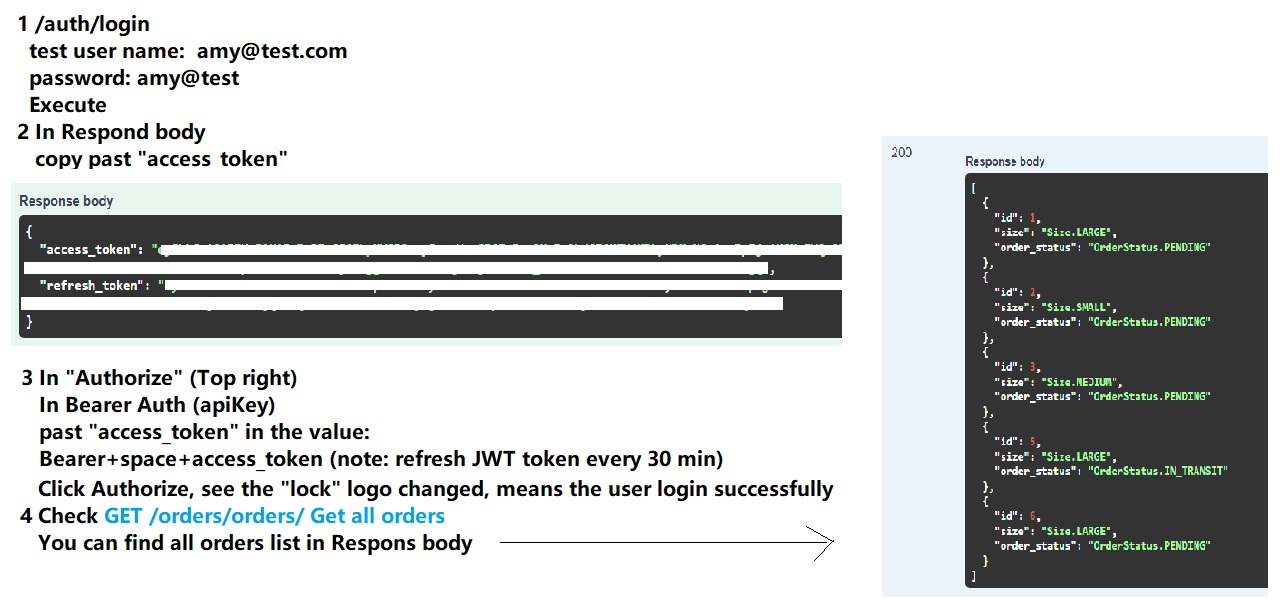 1 /auth/login
test user name: amy@test.com
password: amy@test
Execute
2 In Respond body
copy past "access token"
Response body
{
"access_token": "
,
"refresh_token": "
}
3 In "Authorize" (Top right)
In Bearer Auth (apiKey)
past "access_token" in the value:
Bearer+space+access_token (note: refresh JWT token every 30 min)
Click Authorize, see the "lock" logo changed, means the user login successfully
4 Check GET /orders/orders/ Get all orders
You can find all orders list in Respons body
200
Response body
[
{
"id": 1,
"size": "Size.LARGE",
"order_status": "OrderStatus.PENDING"
},
{
"id": 2,
"size": "Size.SMALL",
"order_status": "OrderStatus.PENDING"
},
{
"id": 3,
"size": "Size.MEDIUM",
"order_status": "OrderStatus.PENDING"
},
{
"id": 5,
"size": "Size.LARGE",
"order_status": "OrderStatus.IN_TRANSIT"
},
{
"id": 6,
"size": "Size.LARGE",
"order_status": "OrderStatus.PENDING"
}
]